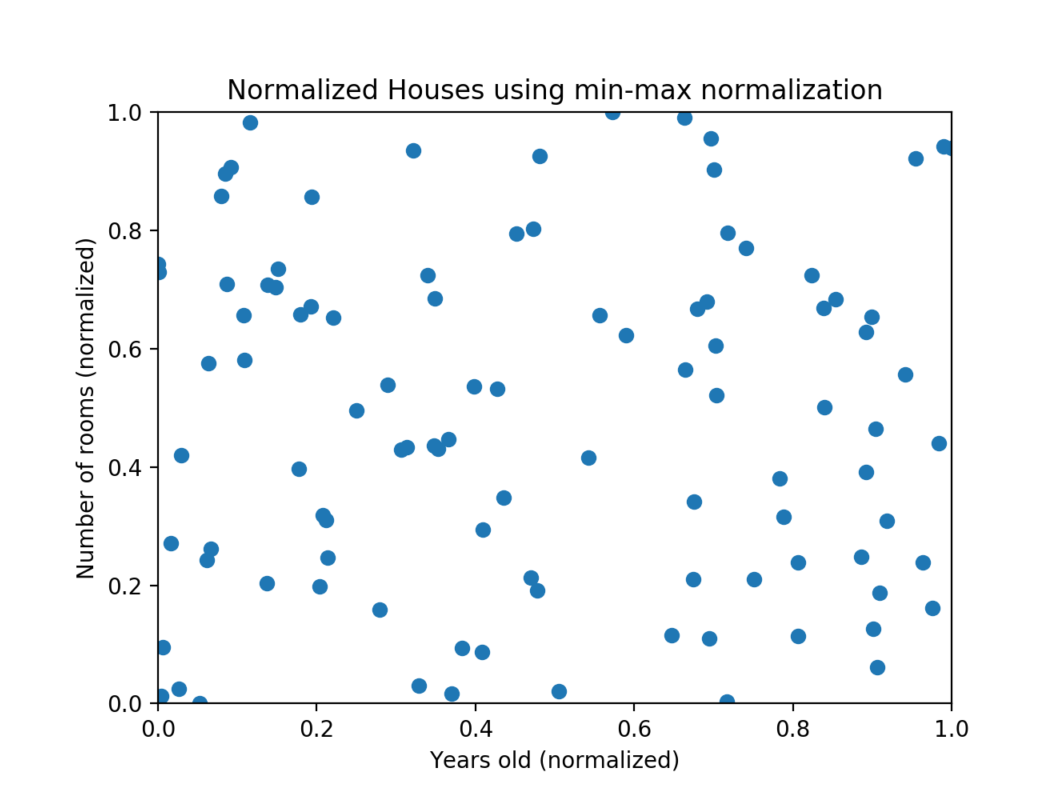 Normalized Houses using min-max normalization
1.0
0.8
0.6
0.4
0.2
0.0
Number of rooms (normalized)
0.0 0.2 0.4 0.6 0.8 1.0
Years old (normalized)